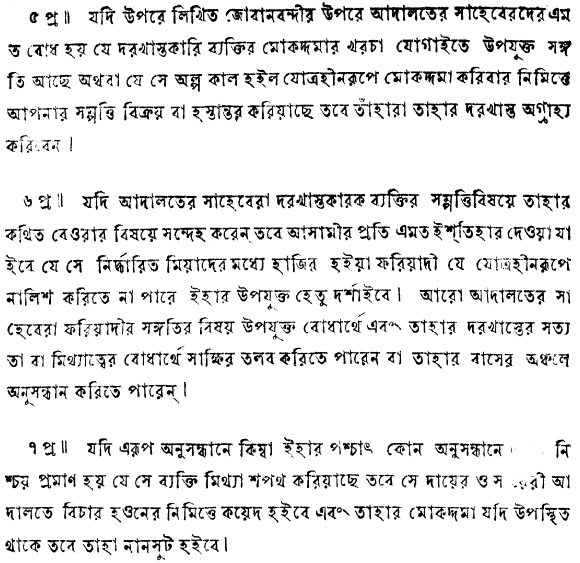 ৫ প্র॥ যদি উপরে লিখিত জোবানবন্দীর উপরে আদালতের সাহেবেরদের এম
ত বোধ হয় যে দরখাস্তকারি ব্যক্তির মোকদ্দমার খরচা যোগাইতে উপযুক্ত সঙ্গ
তি আছে অথবা যে সে অল্প কাল হইল যোত্রহীনরূপে মোকদ্দমা করিবার নিমিত্তে
আপনার সম্পত্তি বিক্রয় বা হস্তান্তর করিয়াছে তবে তাঁহারা তাহার দরখাস্ত অগ্রাহ্য
করিবেন।
৬ প্র॥ যদি আদালতের সাহেবেরা দরখাস্তকারক ব্যক্তির সম্পত্তিবিষয়ে তাহার
কথিত বেওরার বিষয়ে সন্দেহ করেন তবে আসামীর প্রতি এমত ইশ্তিহার দেওয়া যা
ইবে যে সে নির্দ্ধারিত মিয়াদের মধ্যে হাজির হইয়া ফরিয়াদী যে যোত্রহীনরূপে
নালিশ করিতে না পারে ইহার উপযুক্ত হেতু দর্শাইবে। আরো আদালতের সা
হেবেরা ফরিয়াদীর সঙ্গতির বিষয় উপযুক্ত বোধার্থে এবং তাহার দরখাস্তের সত্য
তা বা মিথ্যাত্বের বোধার্থে সাক্ষির তলব করিতে পারেন বা তাহার বাসের অঞ্চলে
অনুসন্ধান করিতে পারেন্।
৭ প্র॥ যদি এরূপ অনুসন্ধানে কিম্বা ইহার পশ্চাৎ কোন অনুসন্ধানে নি
শ্চয় প্রমাণ হয় যে সে ব্যক্তি মিথ্যা শপথ করিয়াছে তবে সে দায়ের ও আ
দালতে বিচার হওনের নিমিত্তে কয়েদ হইবে এবং তাহার মোকদ্দমা যদি উপস্থিত
থাকে তবে তাহা নানসুট হইবে।